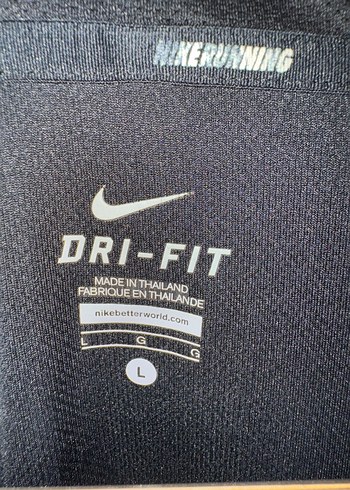 NIKERUNNING
DRI-FIT
MADE IN THAILAND
FABRIQUE EN THAILANDE
nikebetterworld.com
L G G
L